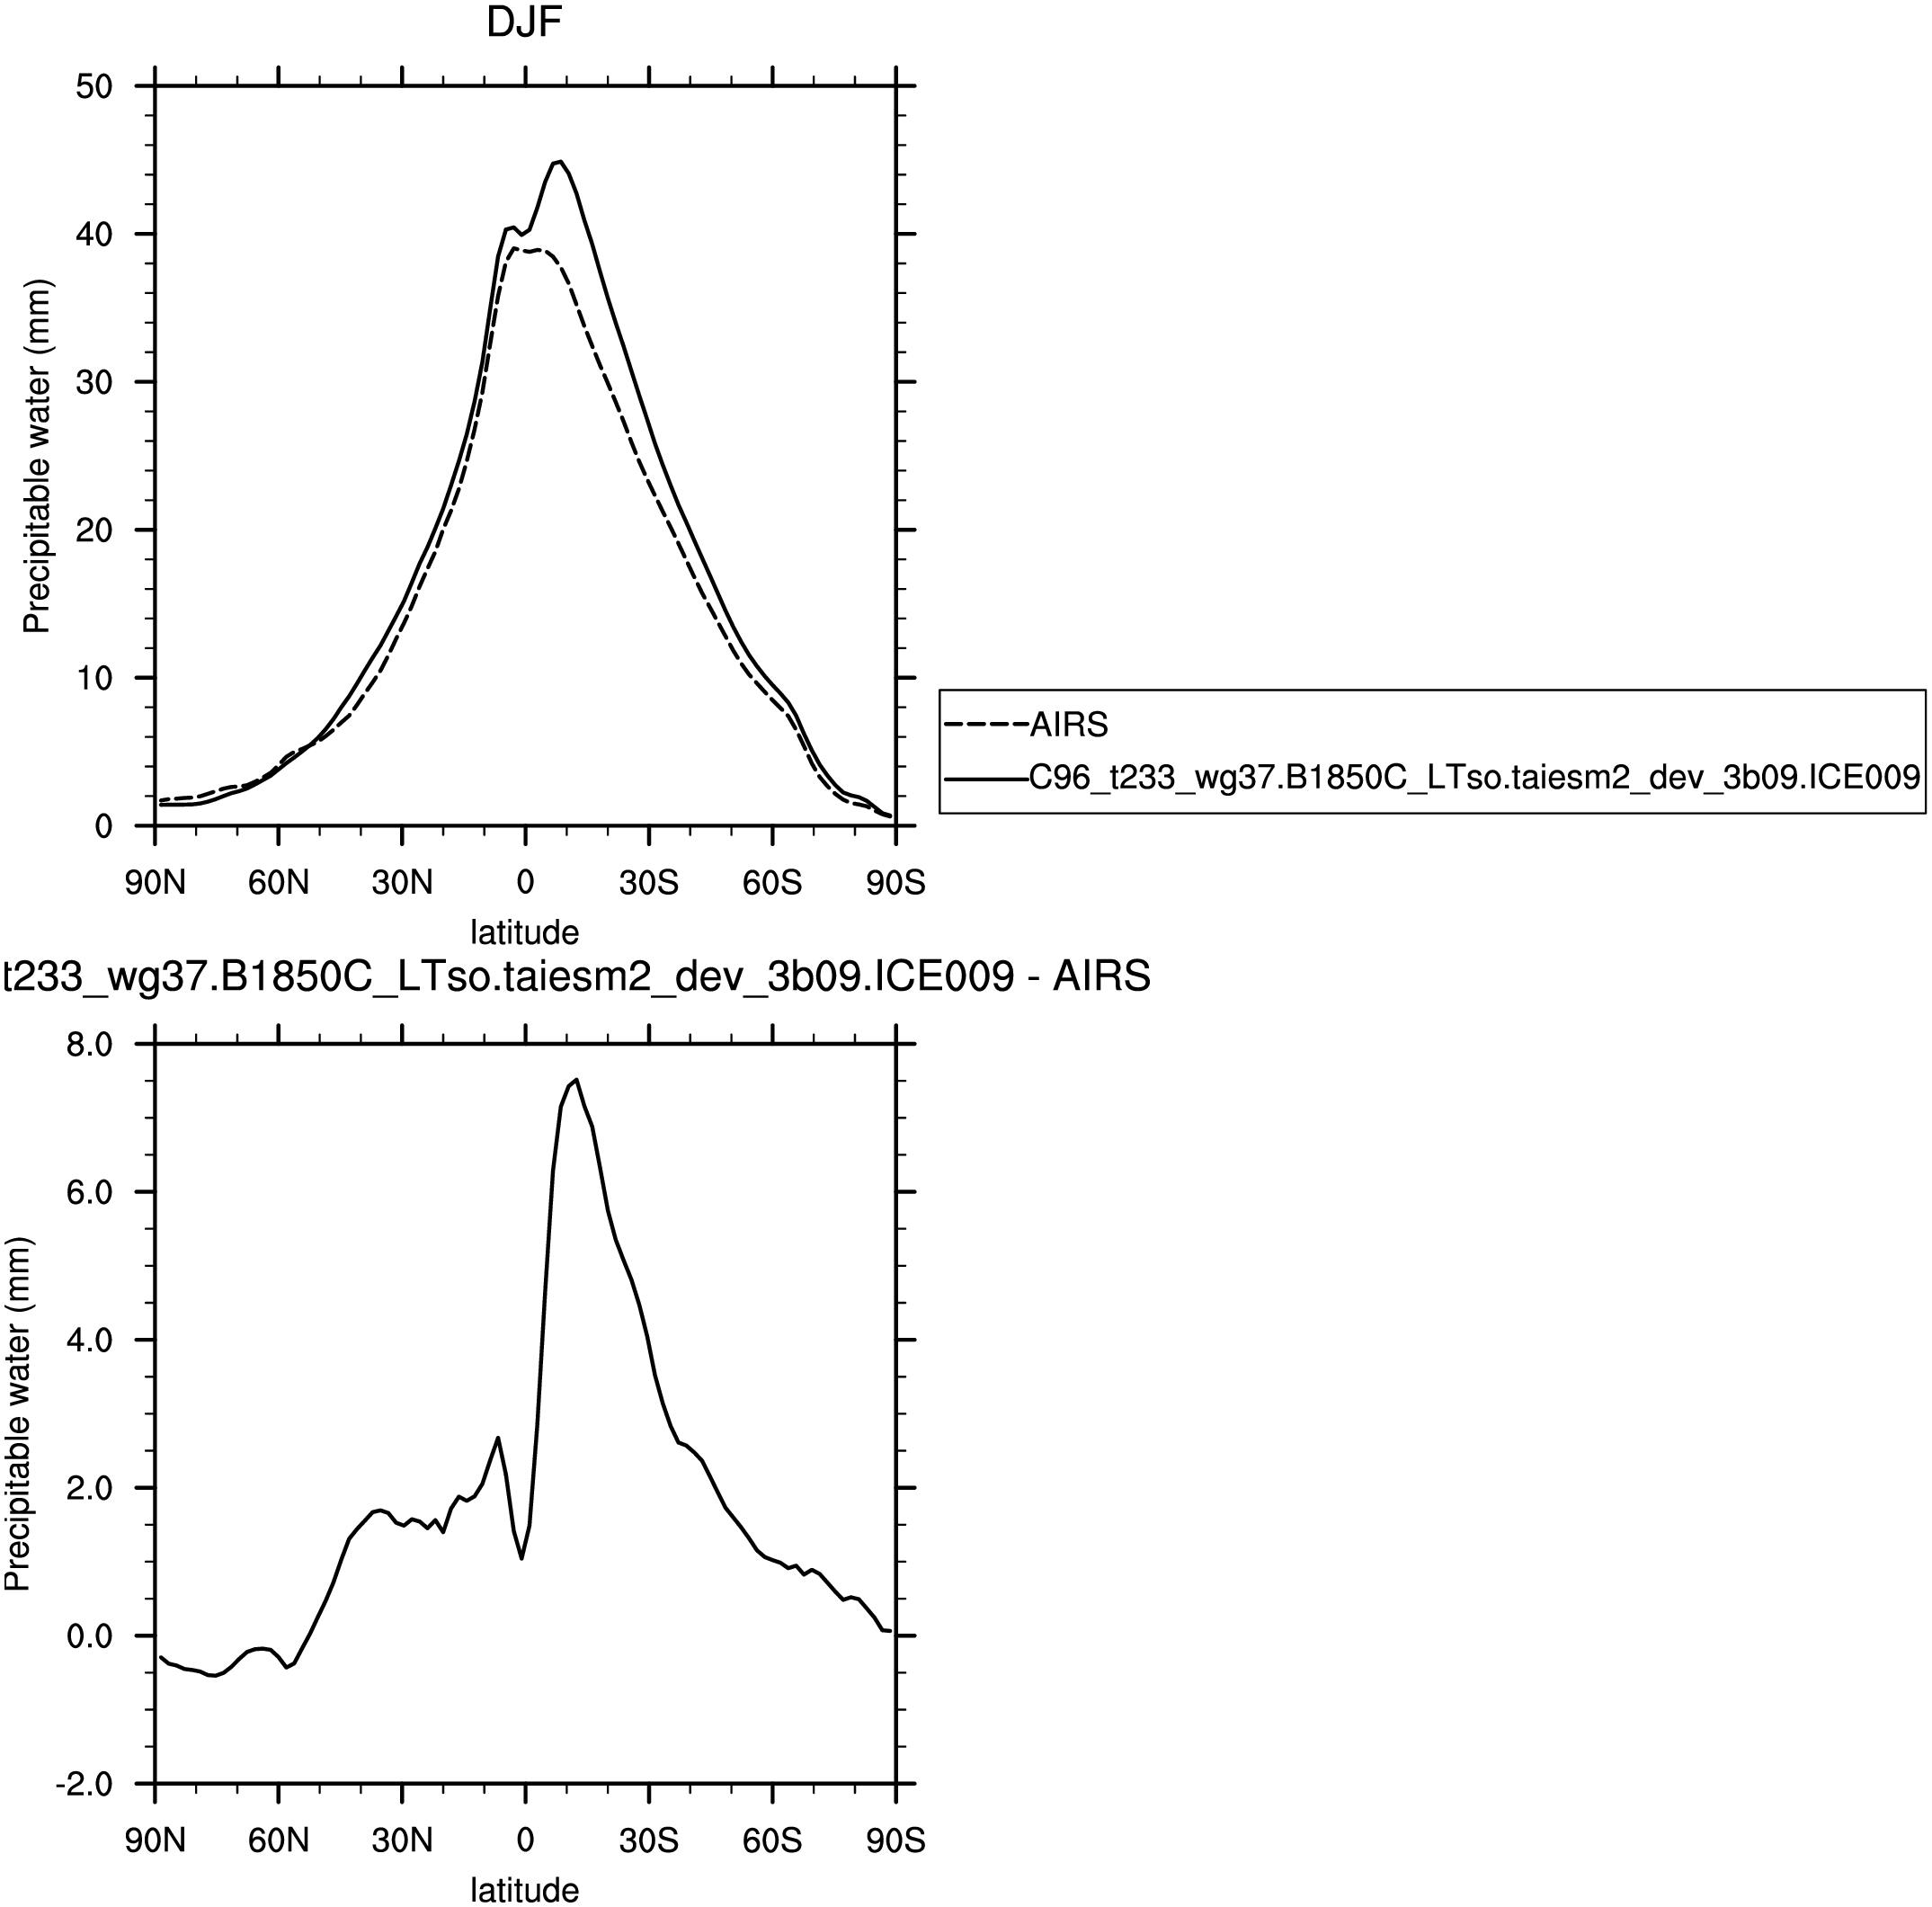 DJF
50
40
30
20
10
0
Precipitable water (mm)
90N 60N 30N 0 30S 60S 90S
latitude
AIRS
C96_t233_wg37.B1850C_LTso.taiesm2_dev_3b09.ICE009
t233_wg37.B1850C_LTso.taiesm2_dev_3b09.ICE009 - AIRS
8.0
6.0
4.0
2.0
0.0
-2.0
Precipitable water (mm)
90N 60N 30N 0 30S 60S 90S
latitude